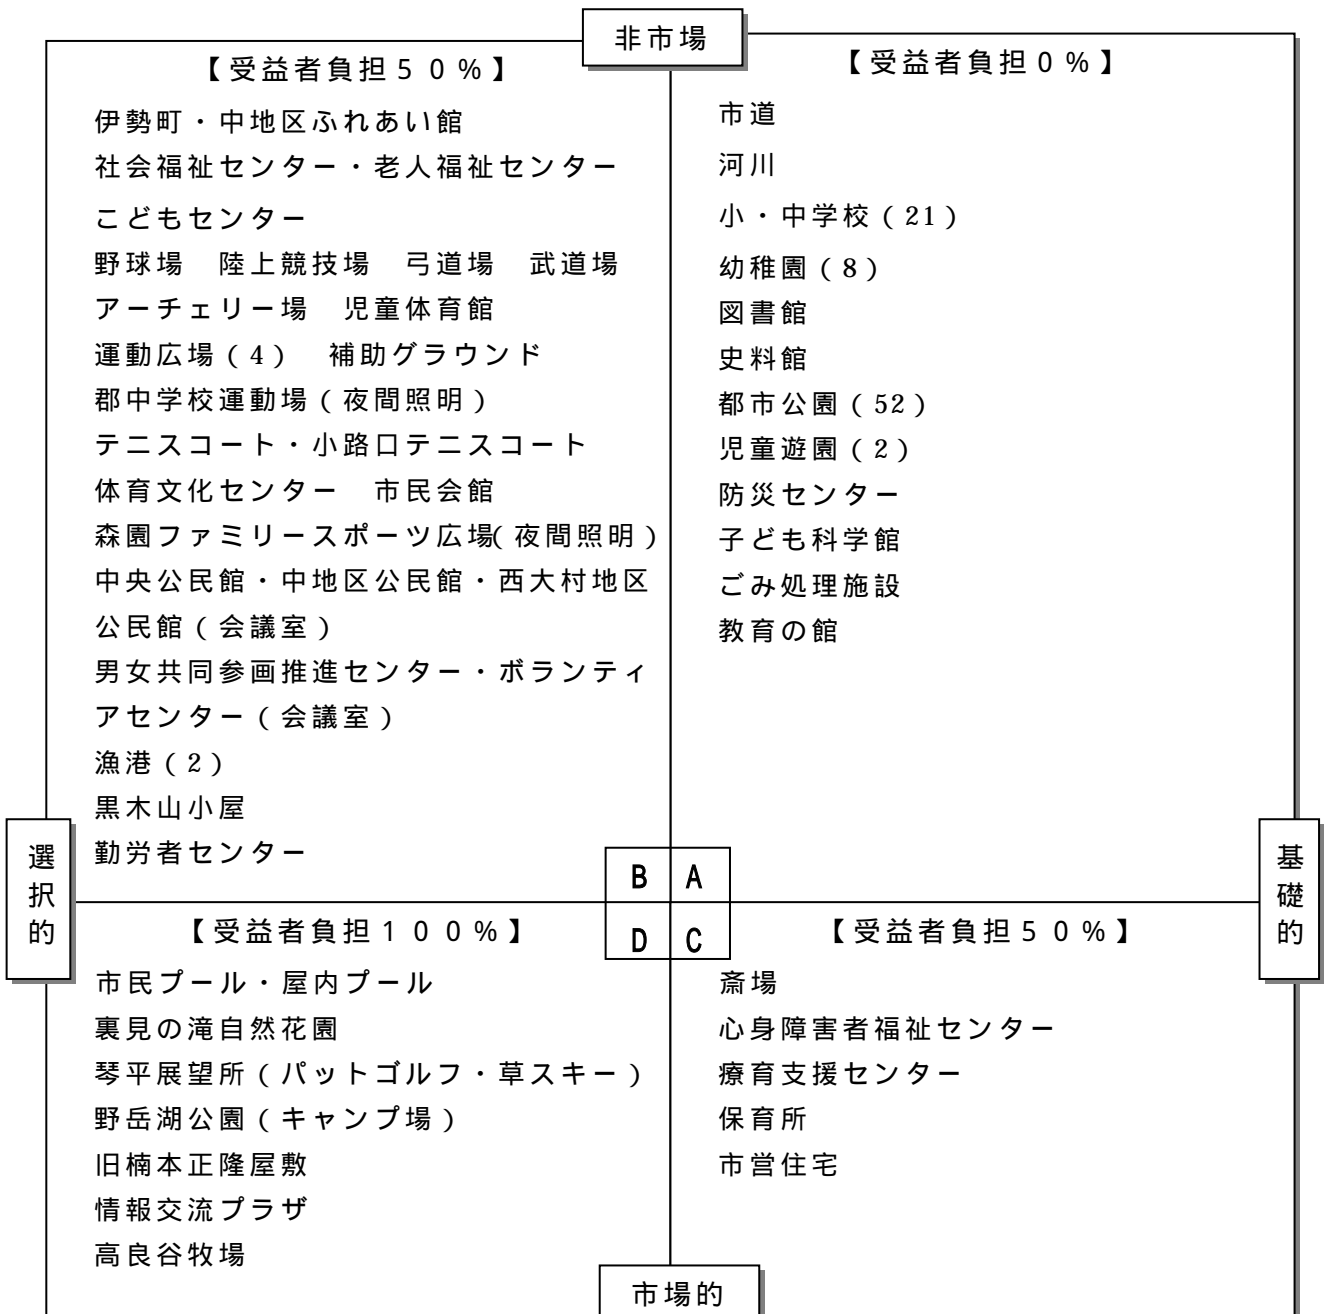 非市場
【受益者負担５０％】
伊勢町・中地区ふれあい館
社会福祉センター・老人福祉センター
こどもセンター
野球場　陸上競技場　弓道場　武道場
アーチェリー場　児童体育館
運動広場（4）　補助グラウンド
郡中学校運動場（夜間照明）
テニスコート・小路口テニスコート
体育文化センター　市民会館
森園ファミリースポーツ広場（夜間照明）
中央公民館・中地区公民館・西大村地区
公民館（会議室）
男女共同参画推進センター・ボランティ
アセンター（会議室）
漁港（2）
黒木山小屋
勤労者センター
【受益者負担０％】
市道
河川
小・中学校（21）
幼稚園（8）
図書館
史料館
都市公園（52）
児童遊園（2）
防災センター
子ども科学館
ごみ処理施設
教育の館
選択的
B A
D C
基礎的
【受益者負担１００％】
市民プール・屋内プール
裏見の滝自然花園
琴平展望所（パットゴルフ・草スキー）
野岳湖公園（キャンプ場）
旧楠本正隆屋敷
情報交流プラザ
高良谷牧場
【受益者負担５０％】
斎場
心身障害者福祉センター
療育支援センター
保育所
市営住宅
市場的